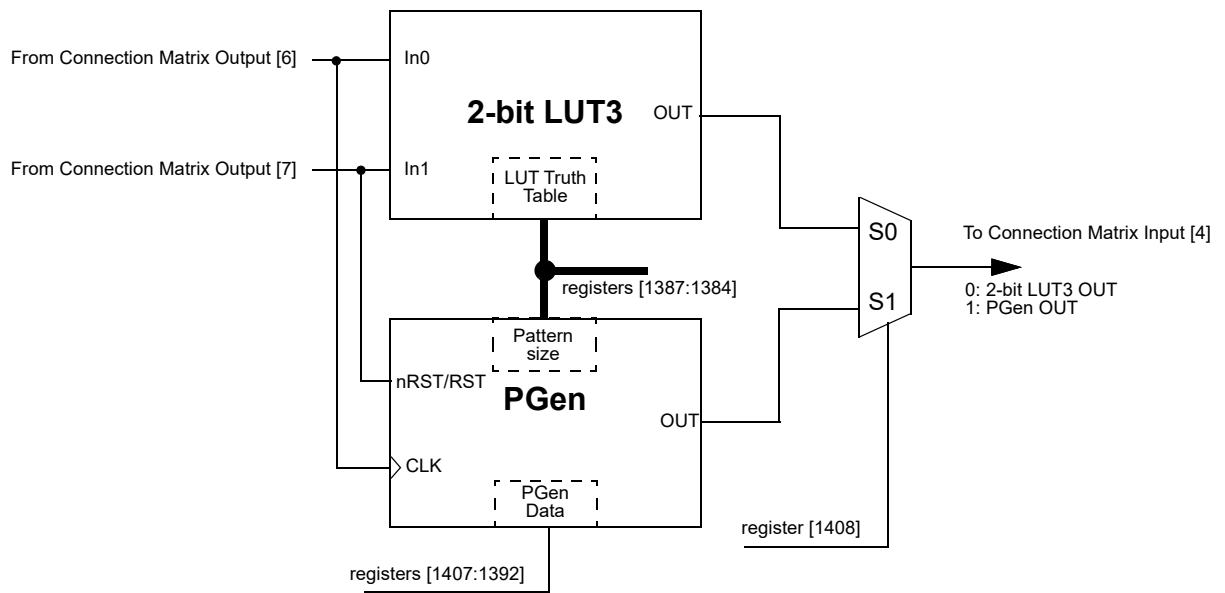 From Connection Matrix Output [6]
In0
2-bit LUT3
OUT
From Connection Matrix Output [7]
In1
LUT Truth
Table
S0
To Connection Matrix Input [4]
registers [1387:1384]
0: 2-bit LUT3 OUT
1: PGen OUT
S1
Pattern
size
nRST/RST
PGen
OUT
CLK
PGen
Data
register [1408]
registers [1407:1392]